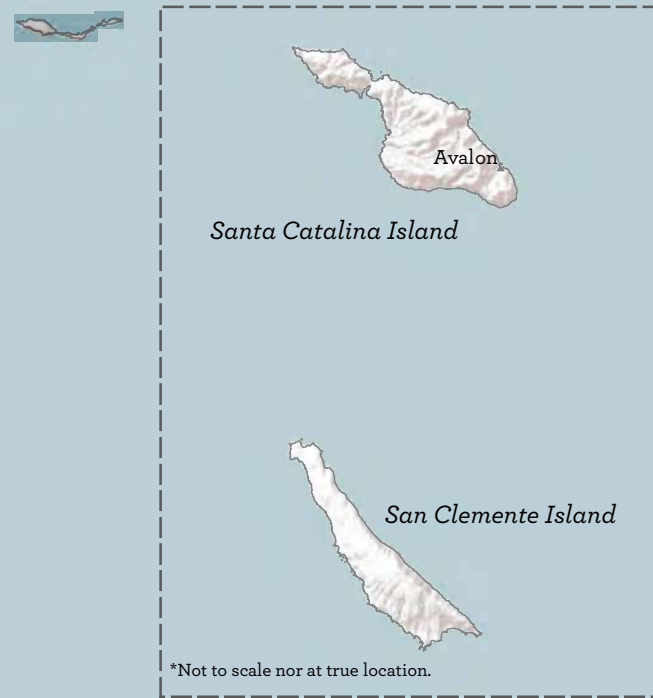 Avalon
Santa Catalina Island
San Clemente Island
*Not to scale nor at true location.